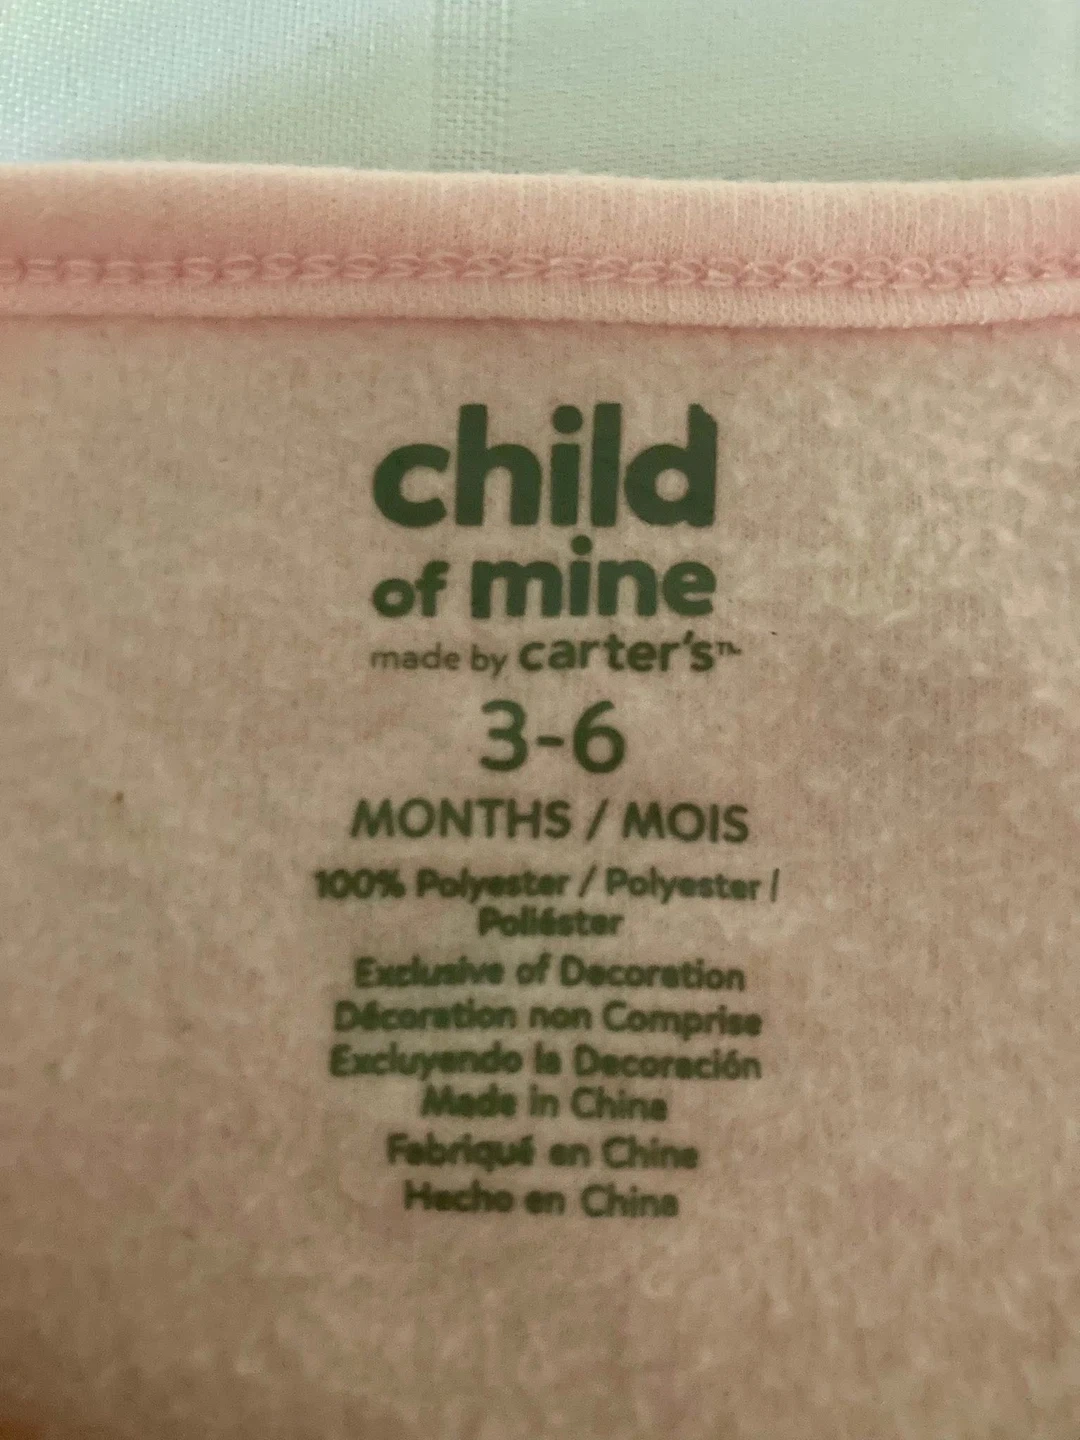 child
of mine
made by carter's™
3-6
MONTHS / MOIS
100% Polyester / Polyester /
Poliéster
Exclusive of Decoration
Décoration non Comprise
Excluyendo la Decoración
Made in China
Fabriqué en Chine
Hecho en China